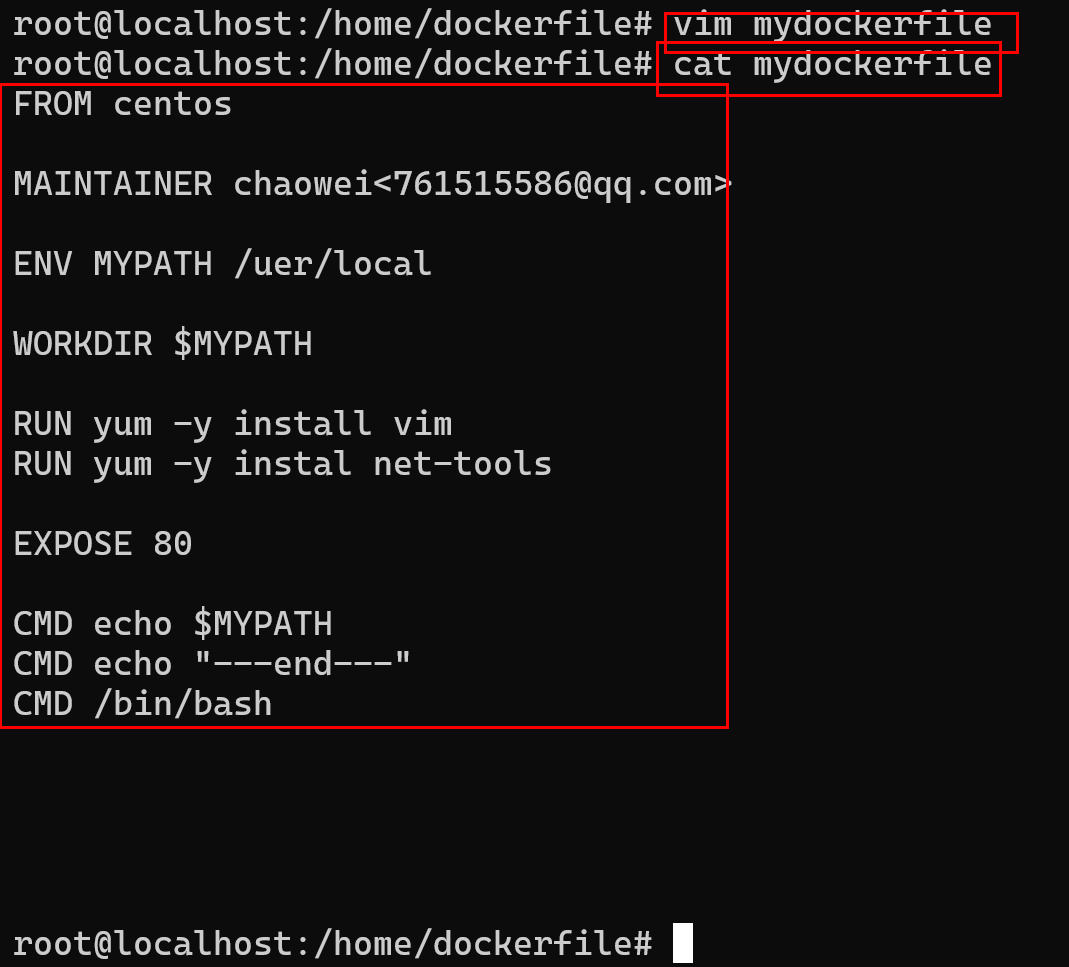 root@localhost:/home/dockerfile# vim mydockerfile
root@localhost:/home/dockerfile# cat mydockerfile
FROM centos
MAINTAINER chaowei<761515586@qq.com>
ENV MYPATH /uer/local
WORKDIR $MYPATH
RUN yum -y install vim
RUN yum -y instal net-tools
EXPOSE 80
CMD echo $MYPATH
CMD echo "---end---"
CMD /bin/bash
root@localhost:/home/dockerfile#